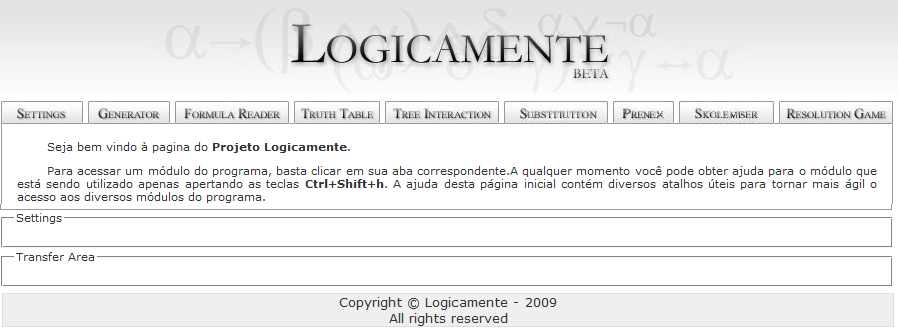 LOGICAMENTE
BETA
SETTINGS GENERATOR FORMULA READER TRUTH TABLE TREE INTERACTION SUBSTITUTION PRENEX SKOLEMISER RESOLUTION GAME
Seja bem vindo à pagina do Projeto Logicamente.
Para acessar um módulo do programa, basta clicar em sua aba correspondente.A qualquer momento você pode obter ajuda para o módulo que
está sendo utilizado apenas apertando as teclas Ctrl+Shift+h. A ajuda desta página inicial contém diversos atalhos úteis para tornar mais ágil o
acesso aos diversos módulos do programa.
Settings
Transfer Area
Copyright © Logicamente - 2009
All rights reserved